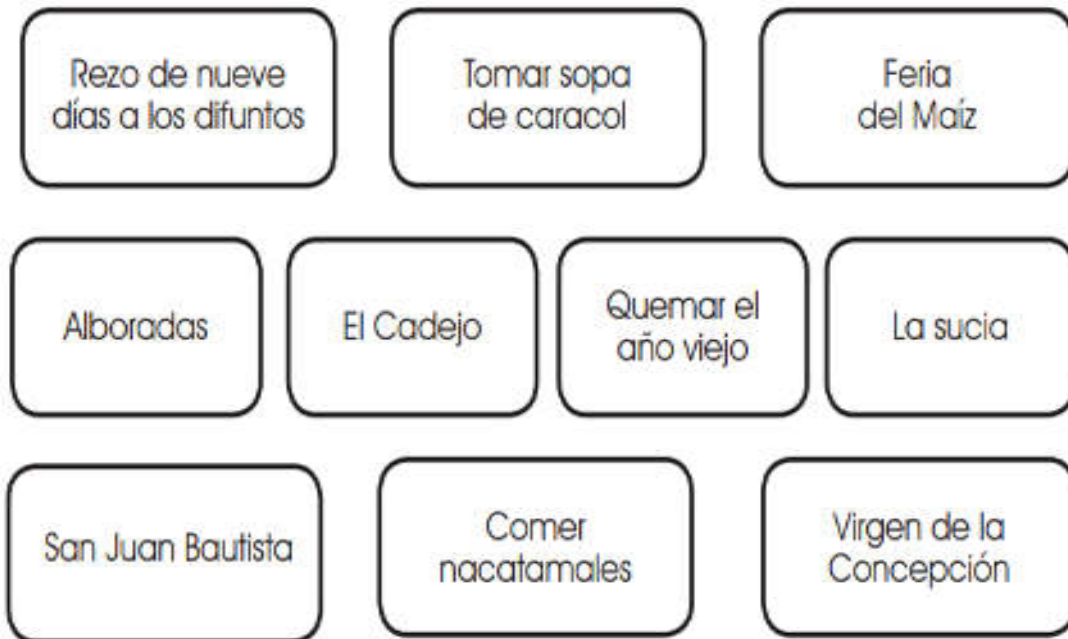 Rezo de nueve
días a los difuntos
Tomar sopa
de caracol
Feria
del Maíz
Alboradas
El Cadejo
Quemar el
año viejo
La sucia
San Juan Bautista
Comer
nacatamales
Virgen de la
Concepción